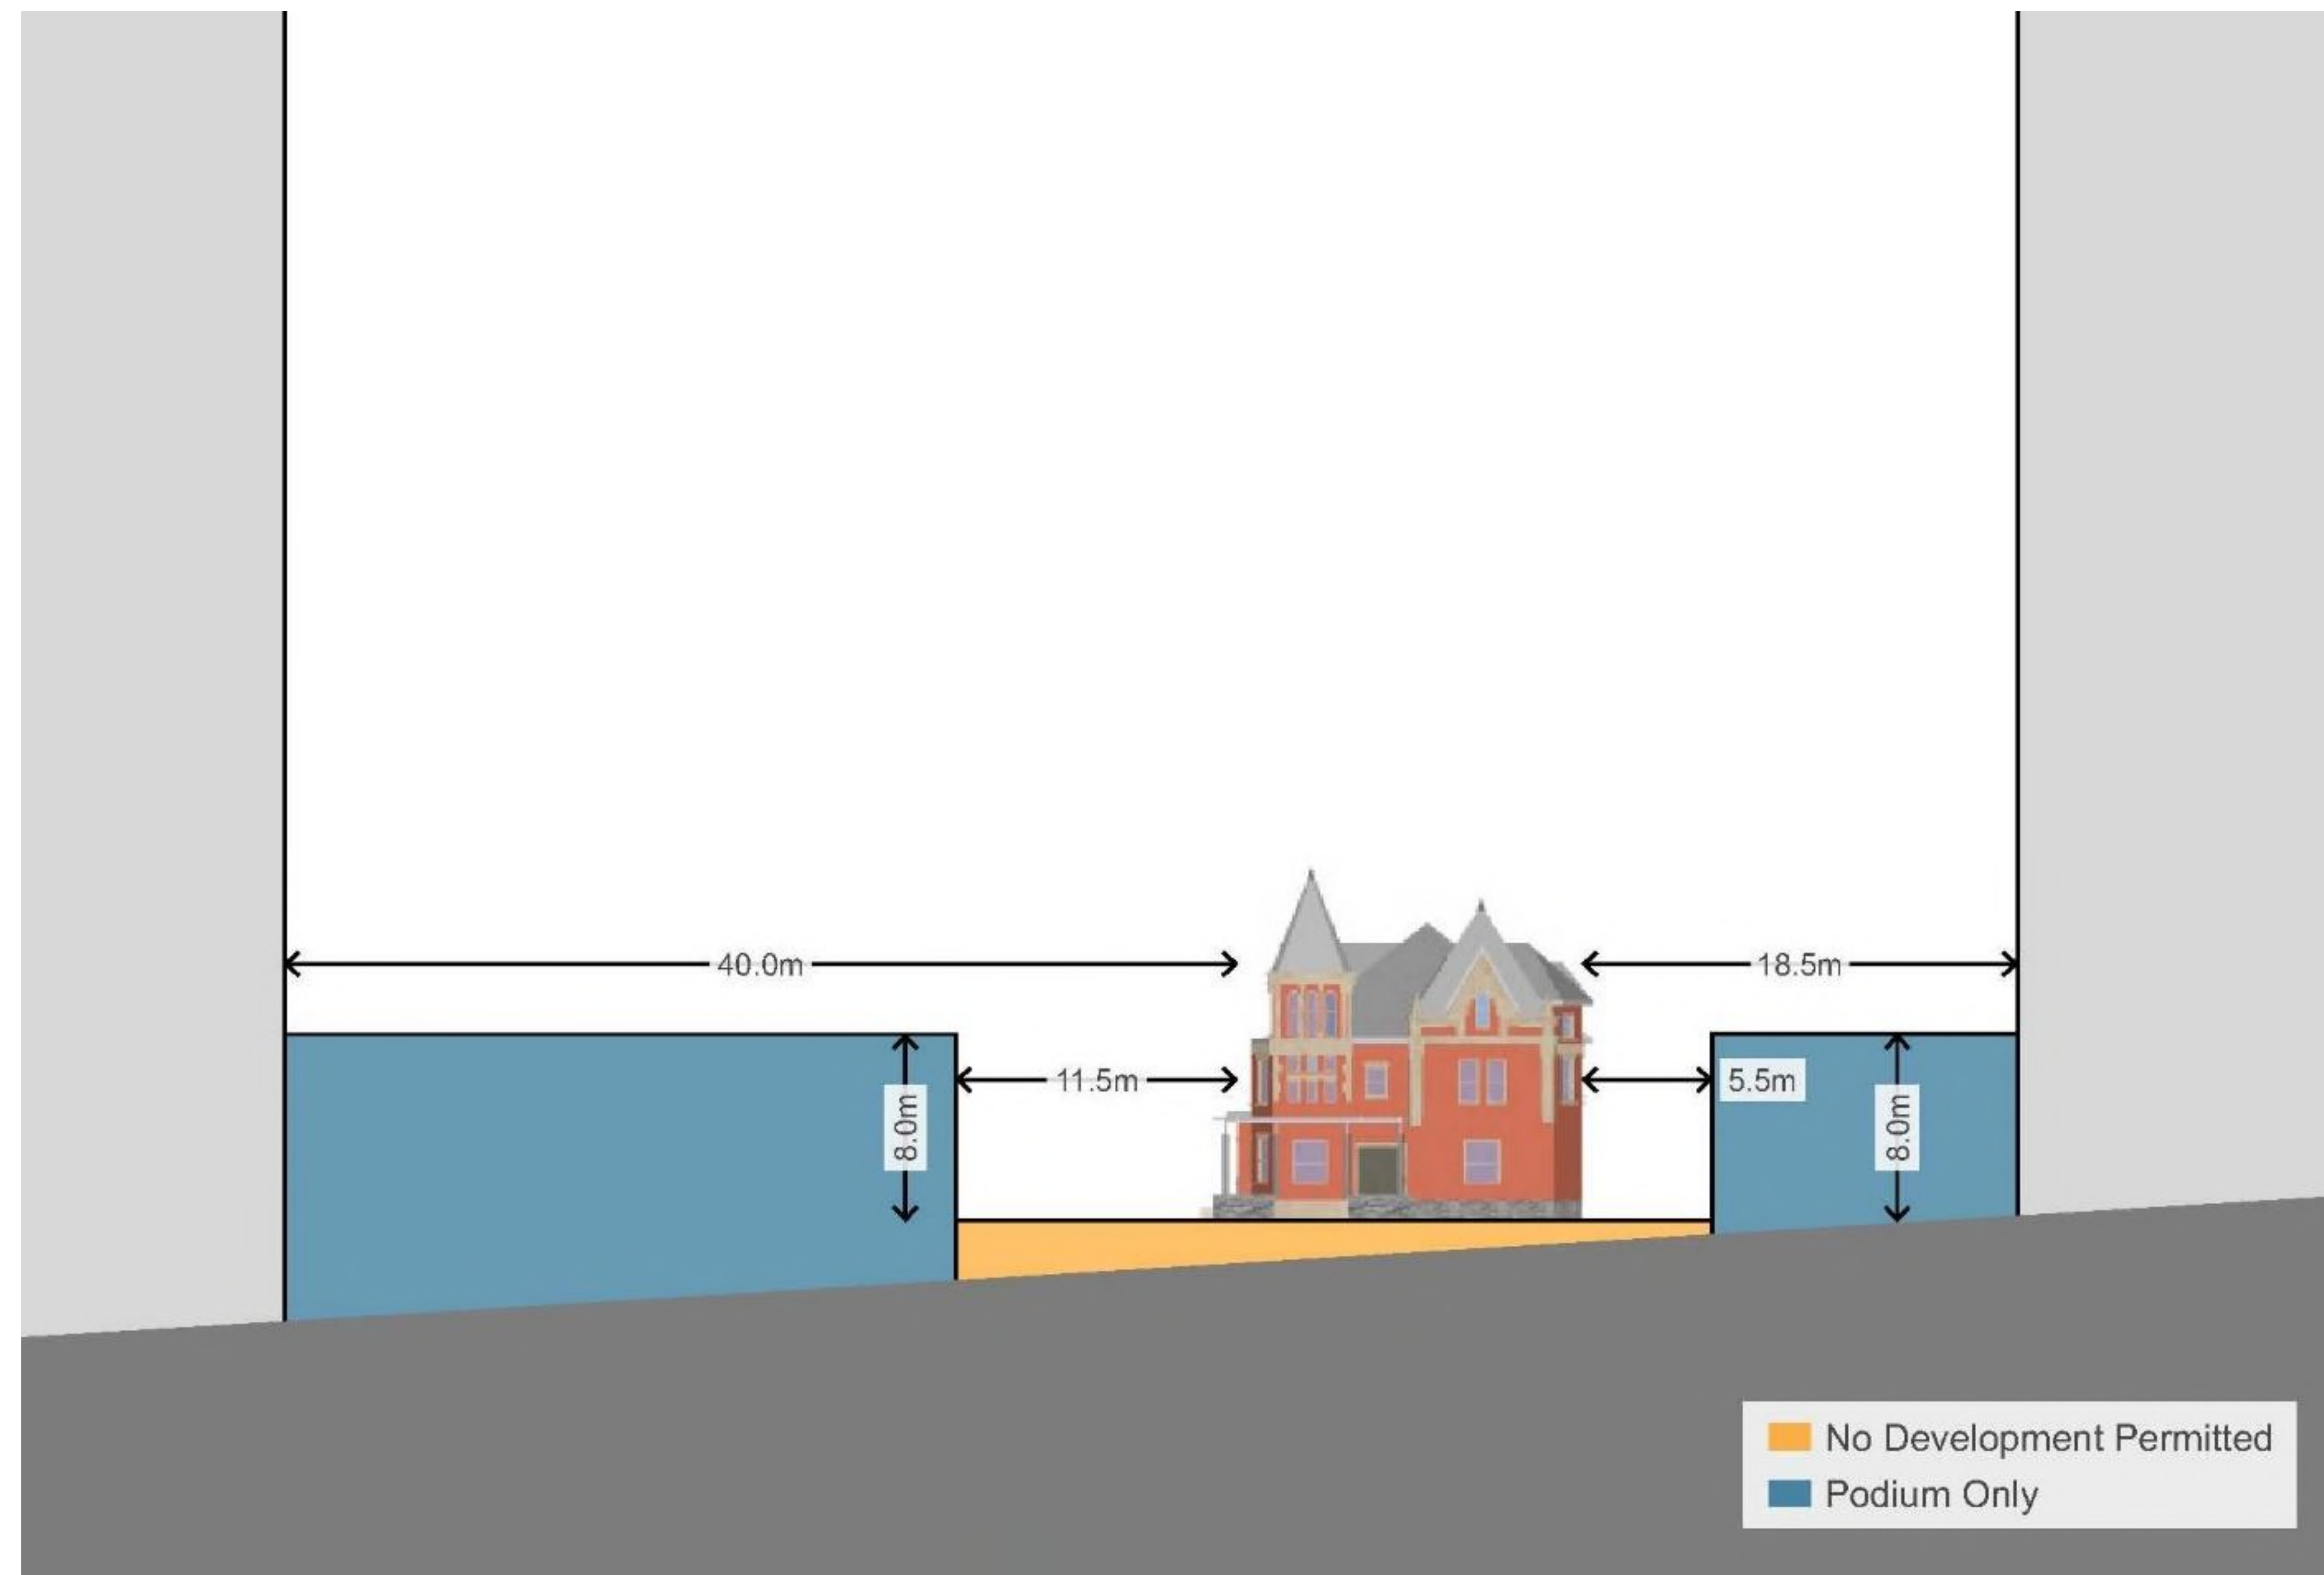 40.0m
18.5m
11.5m
5.5m
8.0m
8.0m
No Development Permitted
Podium Only